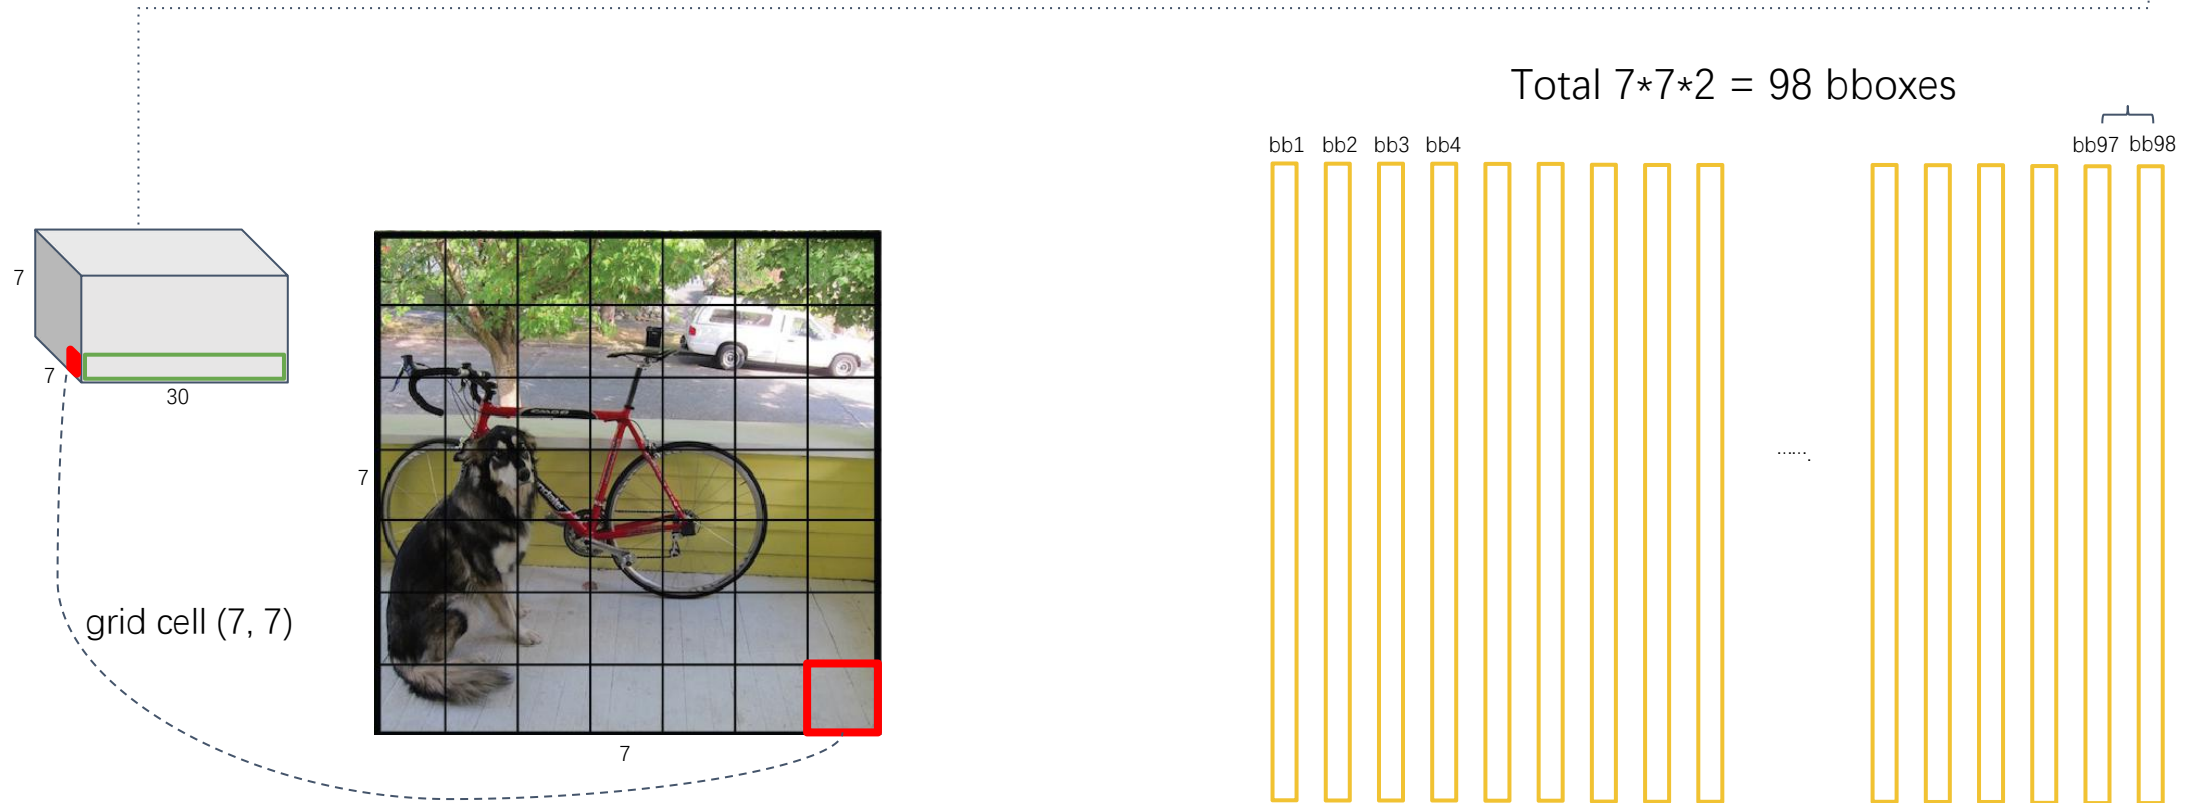 Total 7*7*2 = 98 bboxes
bb1 bb2 bb3 bb4 bb97 bb98
7
7
30
7
…….
grid cell (7, 7)
7